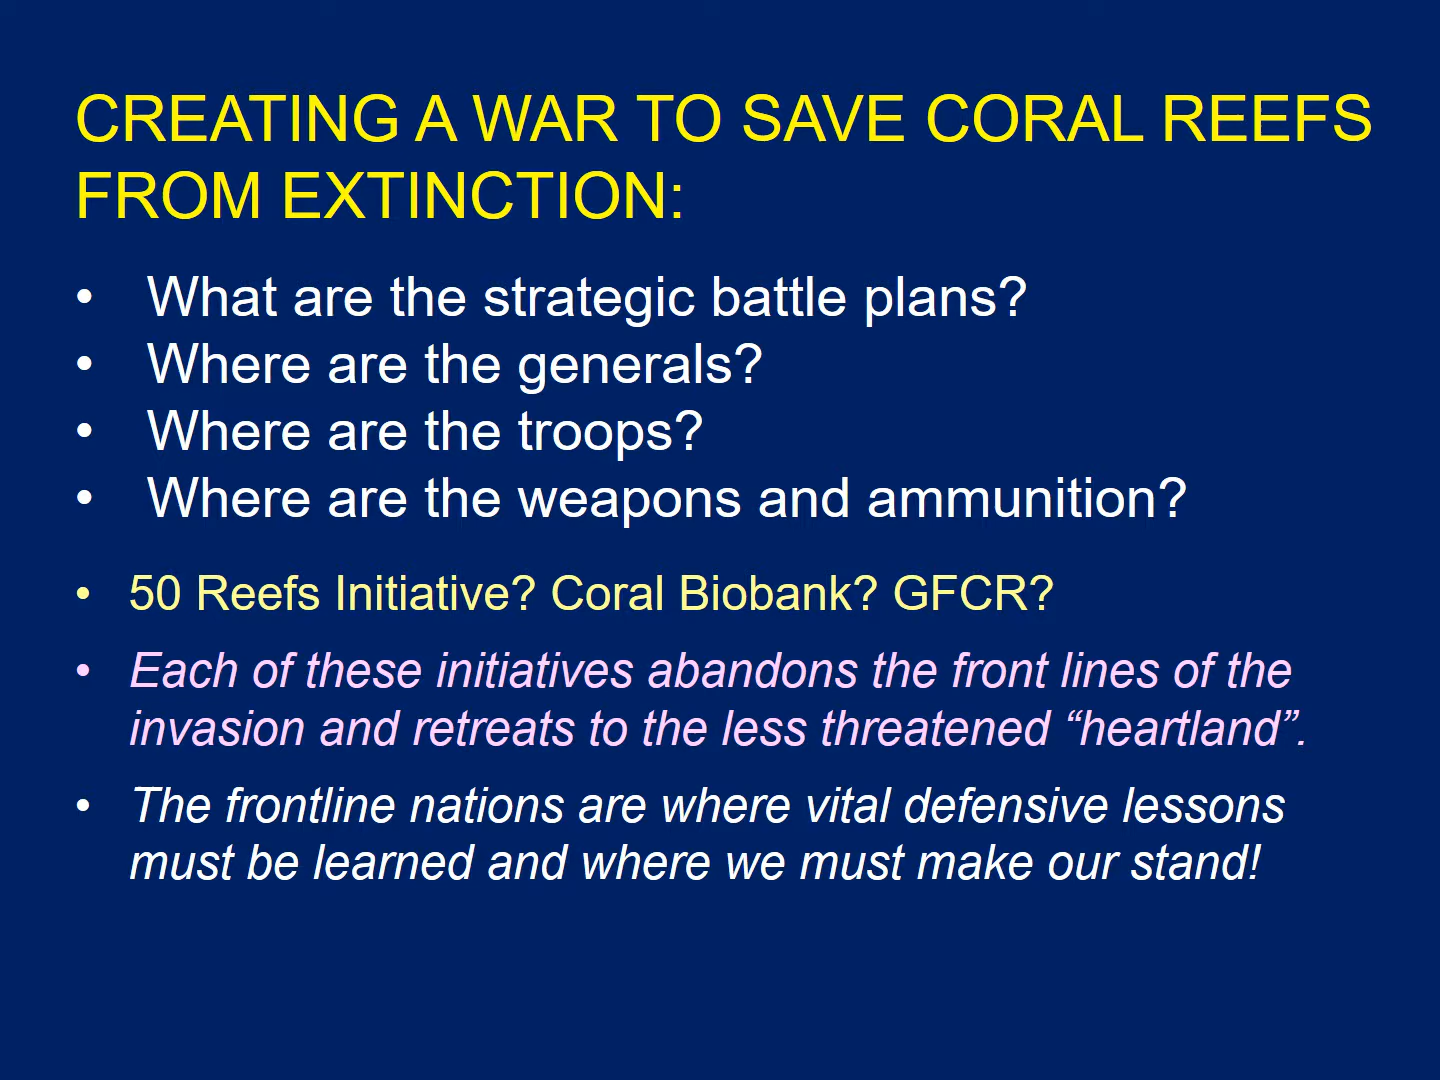 CREATING A WAR TO SAVE CORAL REEFS
FROM EXTINCTION:
• What are the strategic battle plans?
• Where are the generals?
• Where are the troops?
• Where are the weapons and ammunition?
• 50 Reefs Initiative? Coral Biobank? GFCR?
• Each of these initiatives abandons the front lines of the
invasion and retreats to the less threatened “heartland”.
• The frontline nations are where vital defensive lessons
must be learned and where we must make our stand!